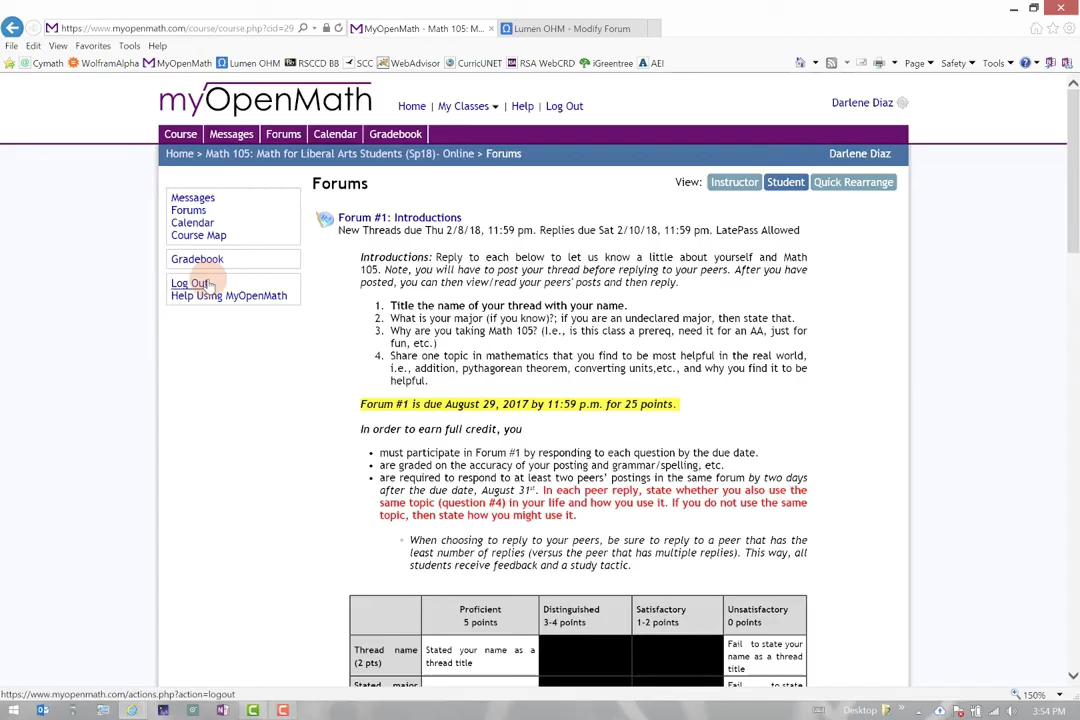 https://www.myopenmath.com/course/course.php?cid=29
MyOpenMath - Math 105: M...
Lumen OHM - Modify Forum
File Edit View Favorites Tools Help
Cymath WolframAlpha MyOpenMath Lumen OHM RSCCD BB SCC WebAdvisor CurricUNET RSA WebCRD iGreentree AEI
Page Safety Tools
myOpenMath
Home | My Classes | Help | Log Out
Darlene Diaz
Course Messages Forums Calendar Gradebook
Home > Math 105: Math for Liberal Arts Students (Sp18)- Online > Forums
Darlene Diaz
Messages
Forums
Calendar
Course Map
Gradebook
Log Out
Help Using MyOpenMath
Forums
View: Instructor Student Quick Rearrange
Forum #1: Introductions
New Threads due Thu 2/8/18, 11:59 pm. Replies due Sat 2/10/18, 11:59 pm. LatePass Allowed
Introductions: Reply to each below to let us know a little about yourself and Math
105. Note, you will have to post your thread before replying to your peers. After you have
posted, you can then view/read your peers' posts and then reply.
1. Title the name of your thread with your name.
2. What is your major (if you know)?; if you are an undeclared major, then state that.
3. Why are you taking Math 105? (I.e., is this class a prereq, need it for an AA, just for
fun, etc.)
4. Share one topic in mathematics that you find to be most helpful in the real world,
i.e., addition, pythagorean theorem, converting units,etc., and why you find it to be
helpful.
Forum #1 is due August 29, 2017 by 11:59 p.m. for 25 points.
In order to earn full credit, you
• must participate in Forum #1 by responding to each question by the due date.
• are graded on the accuracy of your posting and grammar/spelling, etc.
• are required to respond to at least two peers' postings in the same forum by two days
after the due date, August 31st. In each peer reply, state whether you also use the
same topic (question #4) in your life and how you use it. If you do not use the same
topic, then state how you might use it.
When choosing to reply to your peers, be sure to reply to a peer that has the
least number of replies (versus the peer that has multiple replies). This way, all
students receive feedback and a study tactic.
Proficient
5 points
Distinguished
3-4 points
Satisfactory
1-2 points
Unsatisfactory
0 points
Thread name
(2 pts)
Stated your name as a
thread title
Fail to state your
name as a thread
title
Stated major
Fail to state
https://www.myopenmath.com/actions.php?action=logout
150%
Desktop
3:54 PM